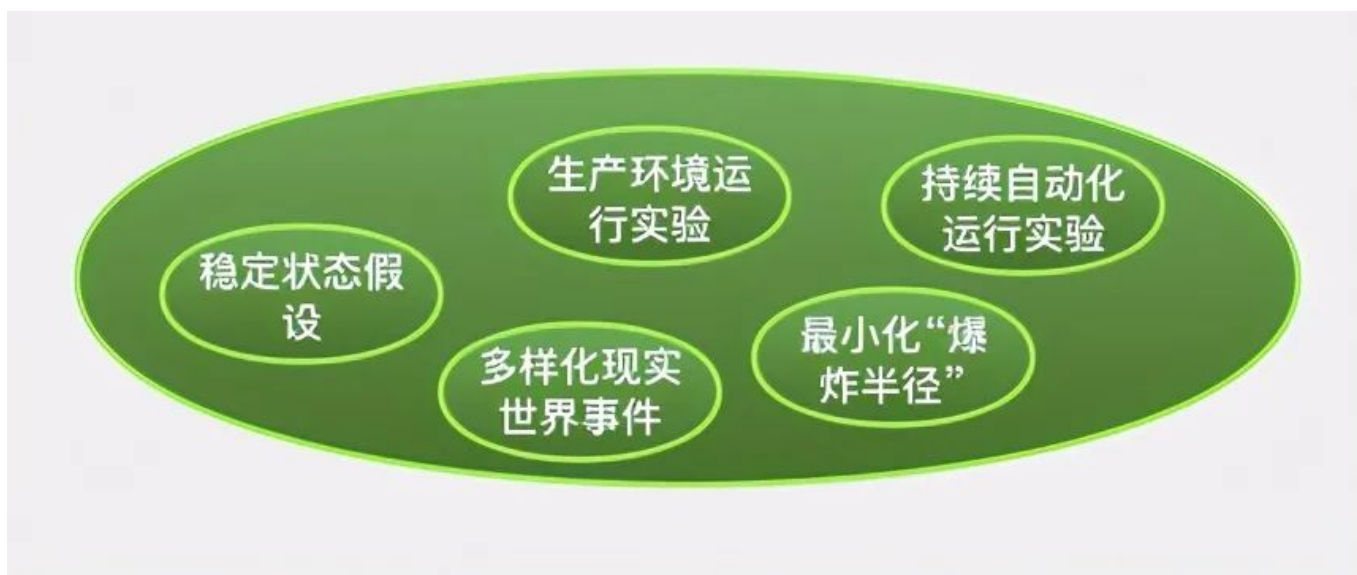 稳定状态假
设
生产环境运
行实验
多样化现实
世界事件
最小化“爆
炸半径”
持续自动化
运行实验